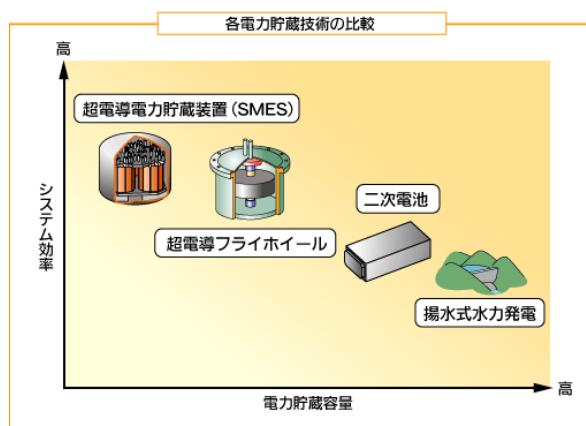 各電力貯蔵技術の比較
高
超電導電力貯蔵装置(SMES)
二次電池
超電導フライホイール
揚水式水力発電
システム効率
電力貯蔵容量
高